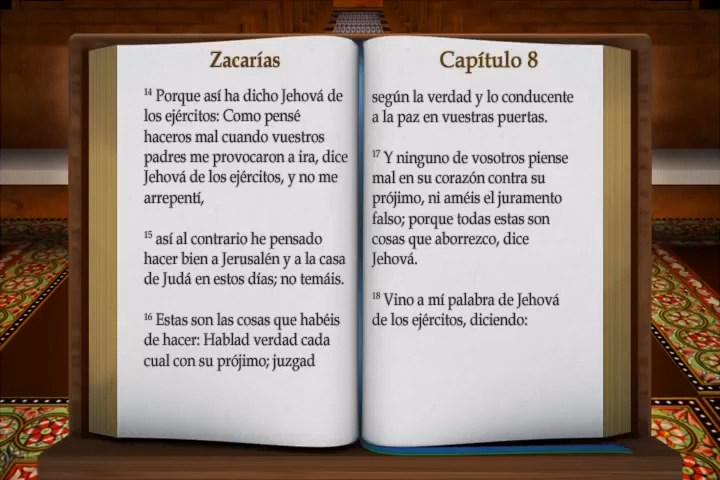 Zacarías
14 Porque así ha dicho Jehová de
los ejércitos: Como pensé
haceros mal cuando vuestros
padres me provocaron a ira, dice
Jehová de los ejércitos, y no me
arrepentí,
15 así al contrario he pensado
hacer bien a Jerusalén y a la casa
de Judá en estos días; no temáis.
16 Estas son las cosas que habéis
de hacer: Hablad verdad cada
cual con su prójimo; juzgad
Capítulo 8
según la verdad y lo conducente
a la paz en vuestras puertas.
17 Y ninguno de vosotros piense
mal en su corazón contra su
prójimo, ni améis el juramento
falso; porque todas estas son
cosas que aborrezco, dice
Jehová.
18 Vino a mí palabra de Jehová
de los ejércitos, diciendo: